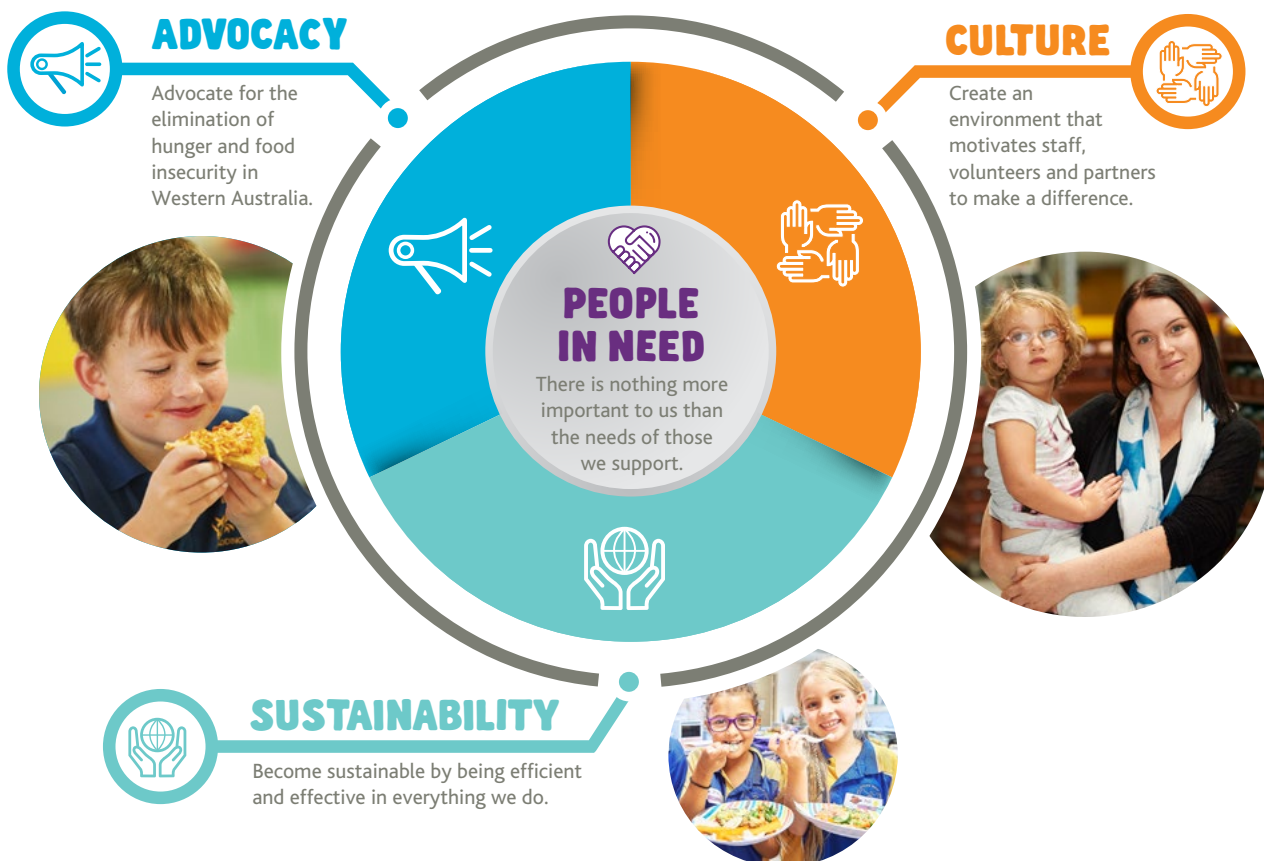 ADVOCACY
Advocate for the
elimination of
hunger and food
insecurity in
Western Australia.
CULTURE
Create an
environment that
motivates staff,
volunteers and partners
to make a difference.
PEOPLE
IN NEED
There is nothing more
important to us than
the needs of those
we support.
SUSTAINABILITY
Become sustainable by being efficient
and effective in everything we do.